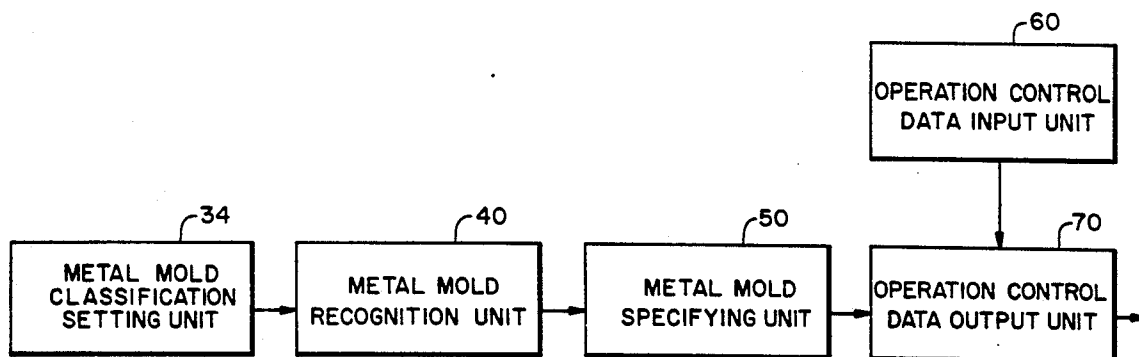 60
OPERATION CONTROL
DATA INPUT UNIT
34
METAL MOLD
CLASSIFICATION
SETTING UNIT
40
METAL MOLD
RECOGNITION UNIT
50
METAL MOLD
SPECIFYING UNIT
70
OPERATION CONTROL
DATA OUTPUT UNIT